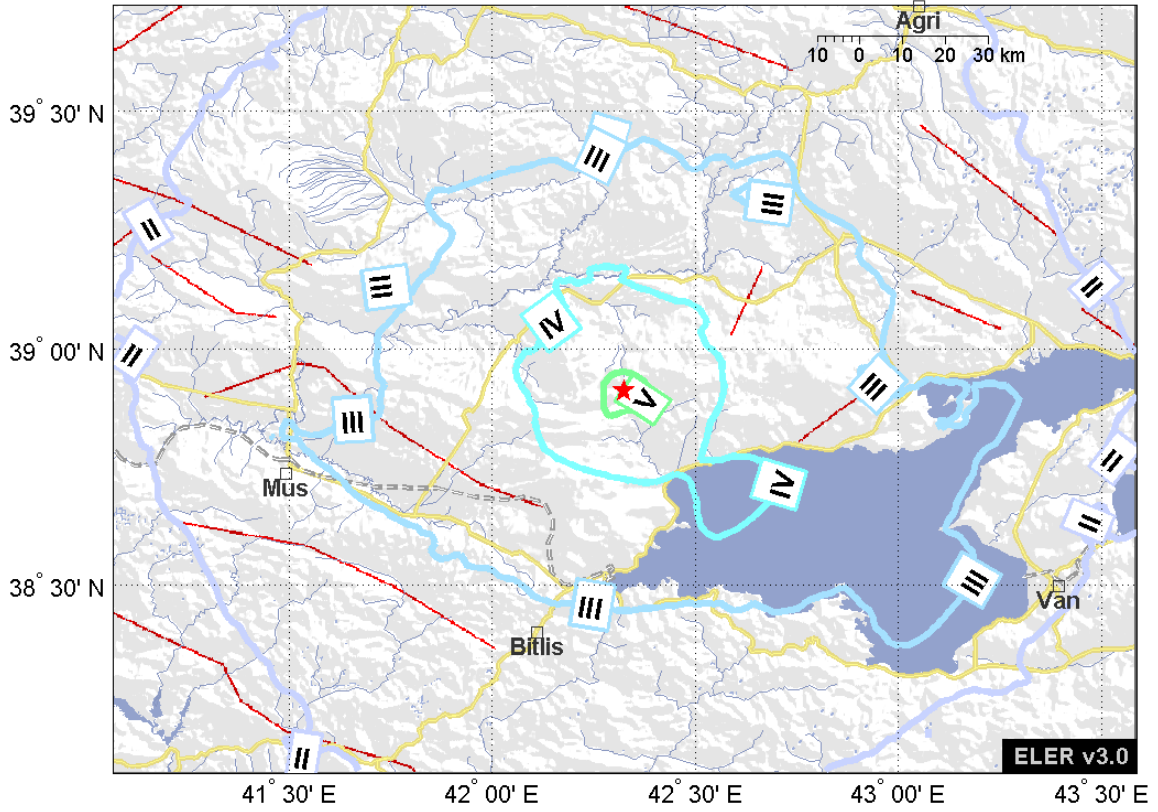 Agri
10 0 10 20 30 km
39° 30' N
III
III
II
III
II
IV
39° 00' N
II
III
V
III
Mus
II
IV
II
38° 30' N
III
III
Van
Bitlis
II
ELER v3.0
41° 30' E 42° 00' E 42° 30' E 43° 00' E 43° 30' E